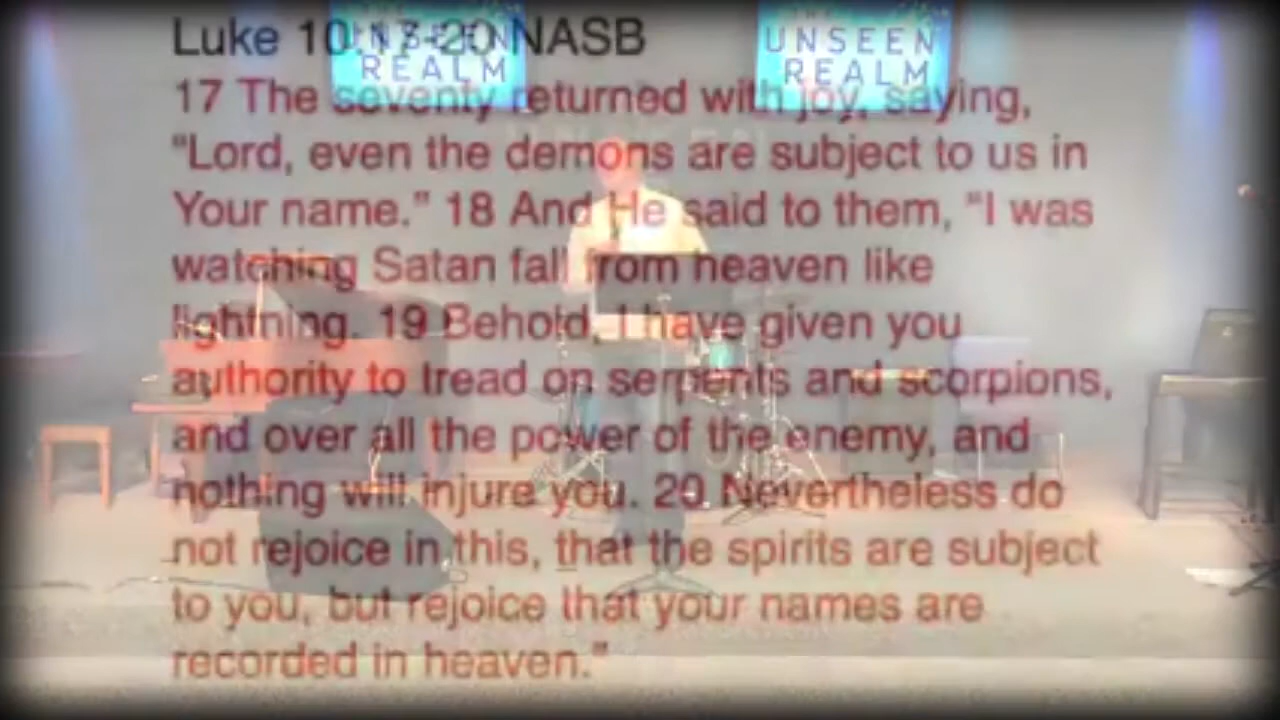 Luke 10:17-20 NASB
UNSEEN
REALM
UNSEEN
REALM
17 The seventy returned with joy, saying,
“Lord, even the demons are subject to us in
Your name.” 18 And He said to them, “I was
watching Satan fall from heaven like
lightning. 19 Behold, I have given you
authority to tread on serpents and scorpions,
and over all the power of the enemy, and
nothing will injure you. 20 Nevertheless do
not rejoice in this, that the spirits are subject
to you, but rejoice that your names are
recorded in heaven.”